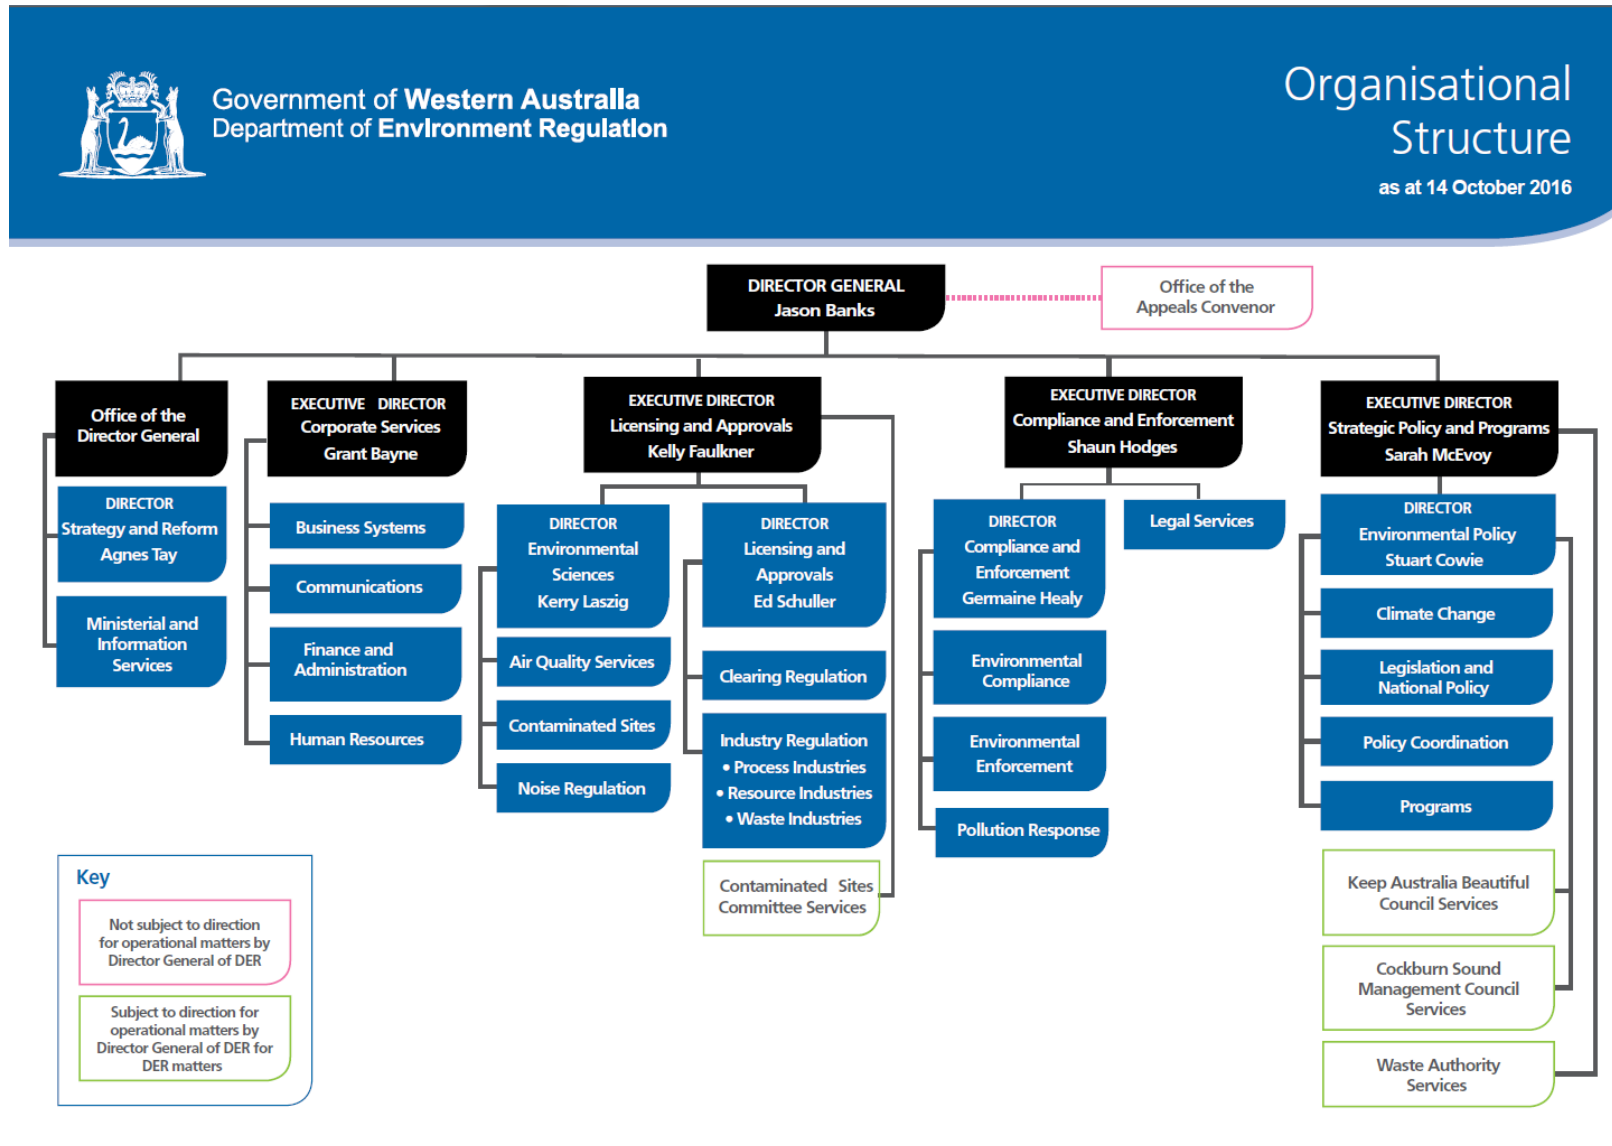 Government of Western Australia
Department of Environment Regulation
Organisational
Structure
as at 14 October 2016
DIRECTOR GENERAL
Jason Banks
Office of the
Appeals Convenor
Office of the
Director General
DIRECTOR
Strategy and Reform
Agnes Tay
Ministerial and
Information
Services
EXECUTIVE DIRECTOR
Corporate Services
Grant Bayne
Business Systems
Communications
Finance and
Administration
Human Resources
EXECUTIVE DIRECTOR
Licensing and Approvals
Kelly Faulkner
DIRECTOR
Environmental
Sciences
Kerry Laszig
Air Quality Services
Contaminated Sites
Noise Regulation
DIRECTOR
Licensing and
Approvals
Ed Schuller
Clearing Regulation
Industry Regulation
• Process Industries
• Resource Industries
• Waste Industries
Contaminated Sites
Committee Services
EXECUTIVE DIRECTOR
Compliance and Enforcement
Shaun Hodges
DIRECTOR
Compliance and
Enforcement
Germaine Healy
Environmental
Compliance
Environmental
Enforcement
Pollution Response
Legal Services
EXECUTIVE DIRECTOR
Strategic Policy and Programs
Sarah McEvoy
DIRECTOR
Environmental Policy
Stuart Cowie
Climate Change
Legislation and
National Policy
Policy Coordination
Programs
Keep Australia Beautiful
Council Services
Cockburn Sound
Management Council
Services
Waste Authority
Services
Key
Not subject to direction
for operational matters by
Director General of DER
Subject to direction for
operational matters by
Director General of DER for
DER matters